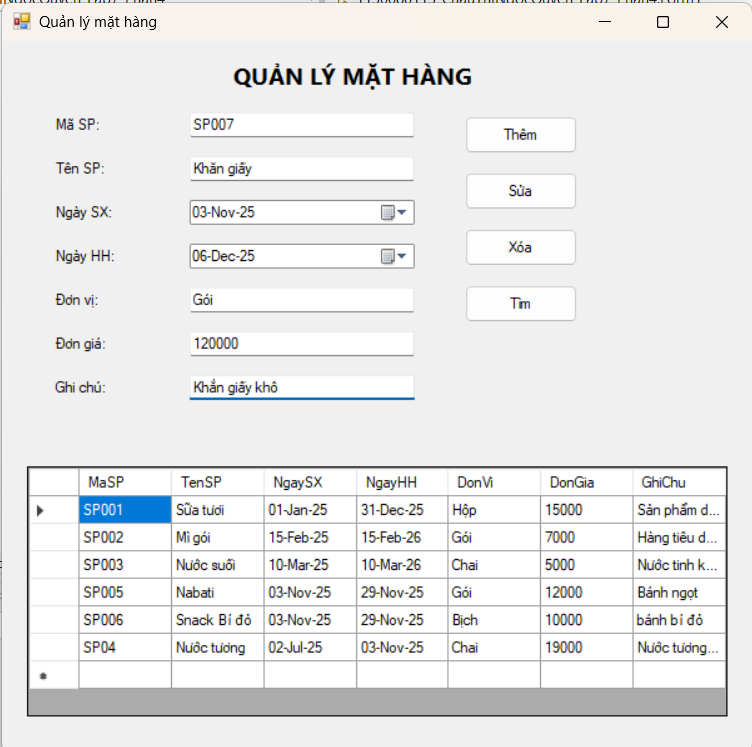 Quản lý mặt hàng
QUẢN LÝ MẶT HÀNG
Mã SP: SP007 Thêm
Tên SP: Khăn giấy
Sửa
Ngày SX: 03-Nov-25
Ngày HH: 06-Dec-25 Xóa
Đơn vị: Gói Tìm
Đơn giá: 120000
Ghi chú: Khắn giấy khô
MaSP TenSP NgaySX NgayHH DonVi DonGia GhiChu
SP001 Sữa tươi 01-Jan-25 31-Dec-25 Hộp 15000 Sản phẩm d...
SP002 Mì gói 15-Feb-25 15-Feb-26 Gói 7000 Hàng tiêu d...
SP003 Nước suối 10-Mar-25 10-Mar-26 Chai 5000 Nước tinh k...
SP005 Nabati 03-Nov-25 29-Nov-25 Gói 12000 Bánh ngọt
SP006 Snack Bí đỏ 03-Nov-25 29-Nov-25 Bịch 10000 bánh bí đỏ
SP04 Nước tương 02-Jul-25 03-Nov-25 Chai 19000 Nước tương...